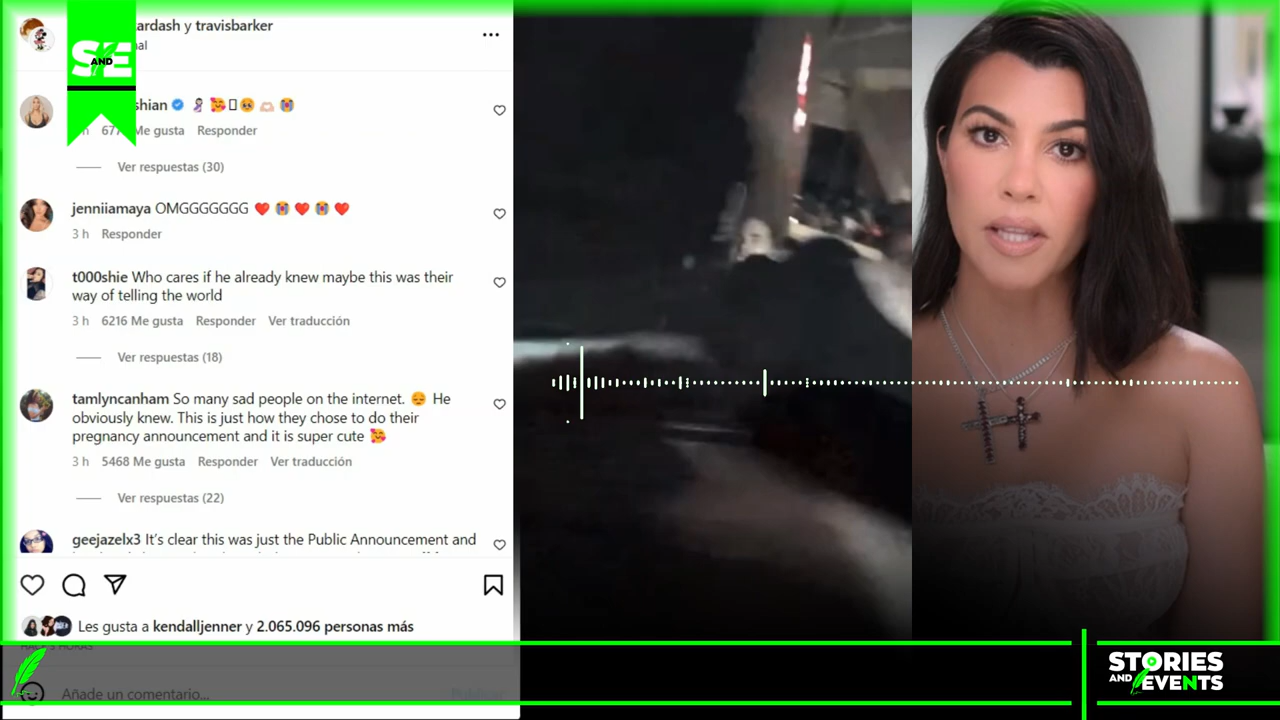 ardash y travisbarker
nal
S AND E
shian
Me gusta Responder
Ver respuestas (30)
jenniiamaya OMGGGGGGG
3 h Responder
t000shie Who cares if he already knew maybe this was their
way of telling the world
3 h 6216 Me gusta Responder Ver traducción
Ver respuestas (18)
tamlyncanham So many sad people on the internet. He
obviously knew. This is just how they chose to do their
pregnancy announcement and it is super cute
3 h 5468 Me gusta Responder Ver traducción
Ver respuestas (22)
geejazelx3 It's clear this was just the Public Announcement and
Les gusta a kendalljenner y 2.065.096 personas más
HACE 3 HORAS
Añade un comentario...
Publicar
STORIES
AND EVENTS